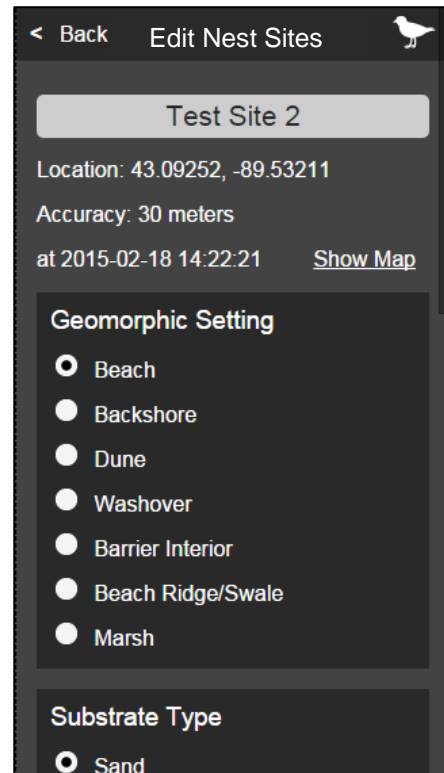 < Back Edit Nest Sites
Test Site 2
Location: 43.09252, -89.53211
Accuracy: 30 meters
at 2015-02-18 14:22:21 Show Map
Geomorphic Setting
Beach
Backshore
Dune
Washover
Barrier Interior
Beach Ridge/Swale
Marsh
Substrate Type
Sand